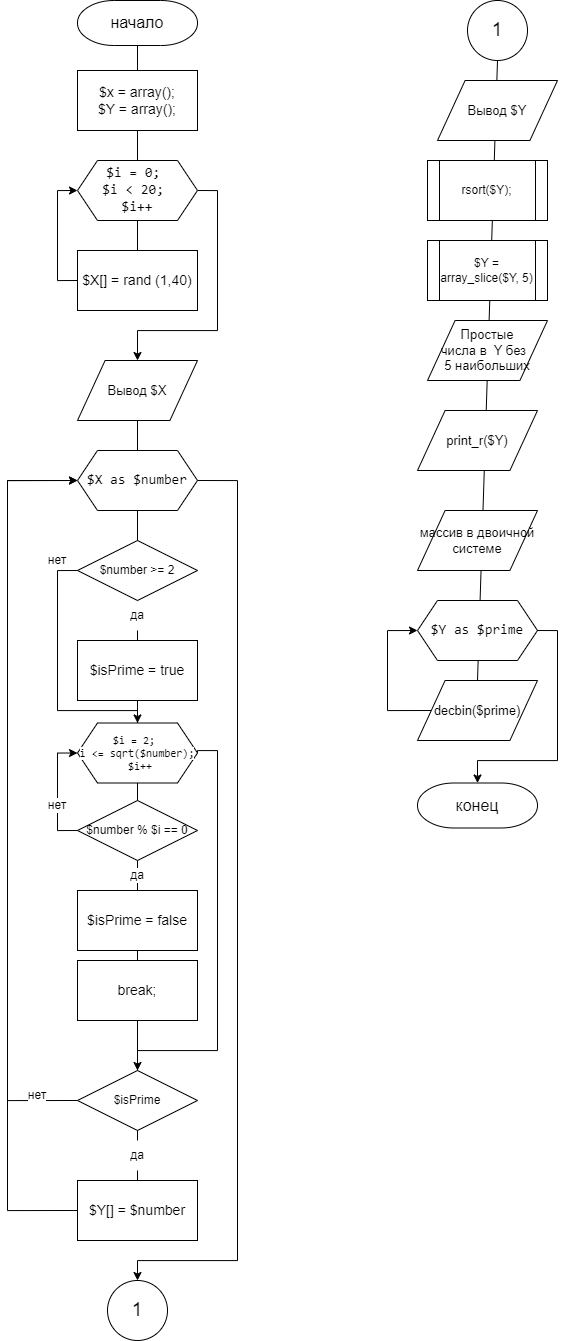 начало
$x = array();
$Y = array();
$i = 0;
$i < 20;
$i++
$X[] = rand (1,40)
Вывод $X
$X as $number
нет
$number >= 2
да
$isPrime = true
$i = 2;
i <= sqrt($number);
$i++
нет
$number % $i == 0
да
$isPrime = false
break;
нет
$isPrime
да
$Y[] = $number
1
1
Вывод $Y
rsort($Y);
$Y =
array_slice($Y, 5)
Простые
числа в Y без
5 наибольших
print_r($Y)
массив в двоичной
системе
$Y as $prime
decbin($prime)
конец